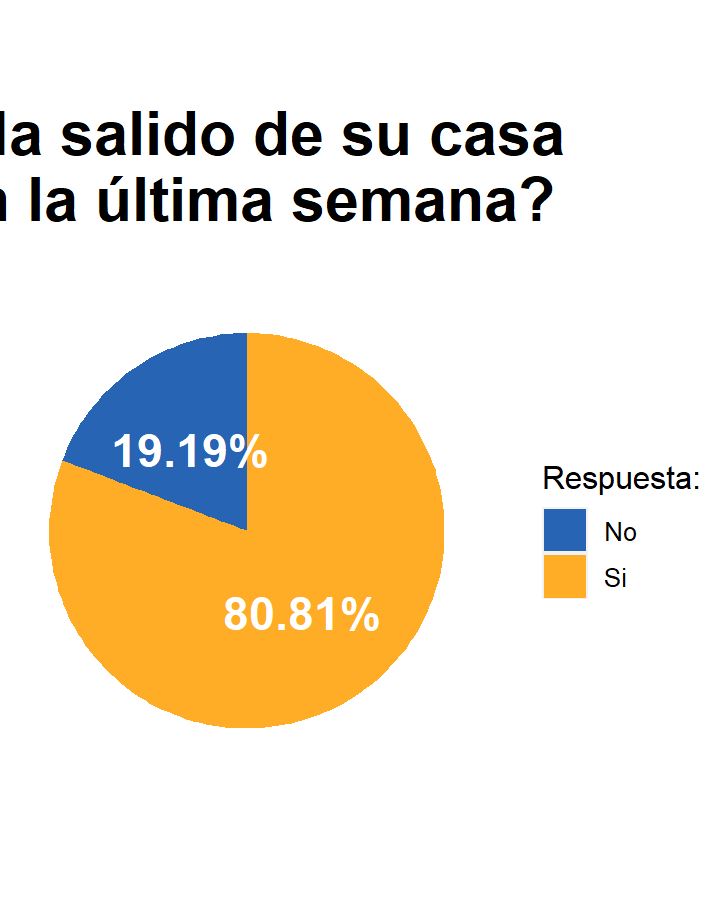 la salido de su casa
la última semana?
19.19%
80.81%
Respuesta:
No
Si